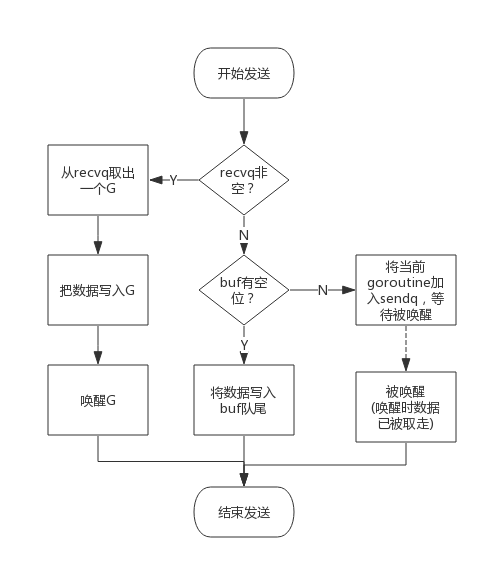 开始发送
recvq非
空？
Y
从recvq取出
一个G
N
把数据写入G
buf有空
位？
N
将当前
goroutine加
入sendq，等
待被唤醒
Y
唤醒G
将数据写入
buf队尾
被唤醒
(唤醒时数据
已被取走)
结束发送